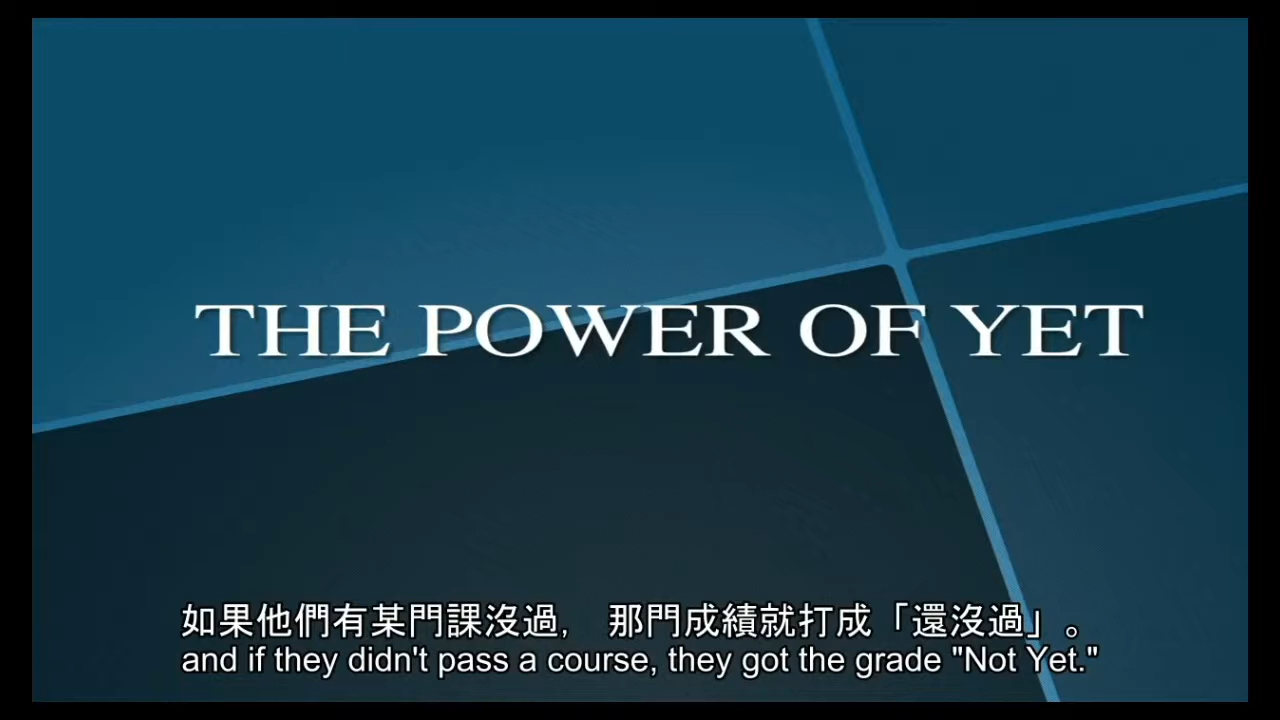 THE POWER OF YET
如果他們有某門課沒過， 那門成績就打成「還沒過」。
and if they didn't pass a course, they got the grade "Not Yet."